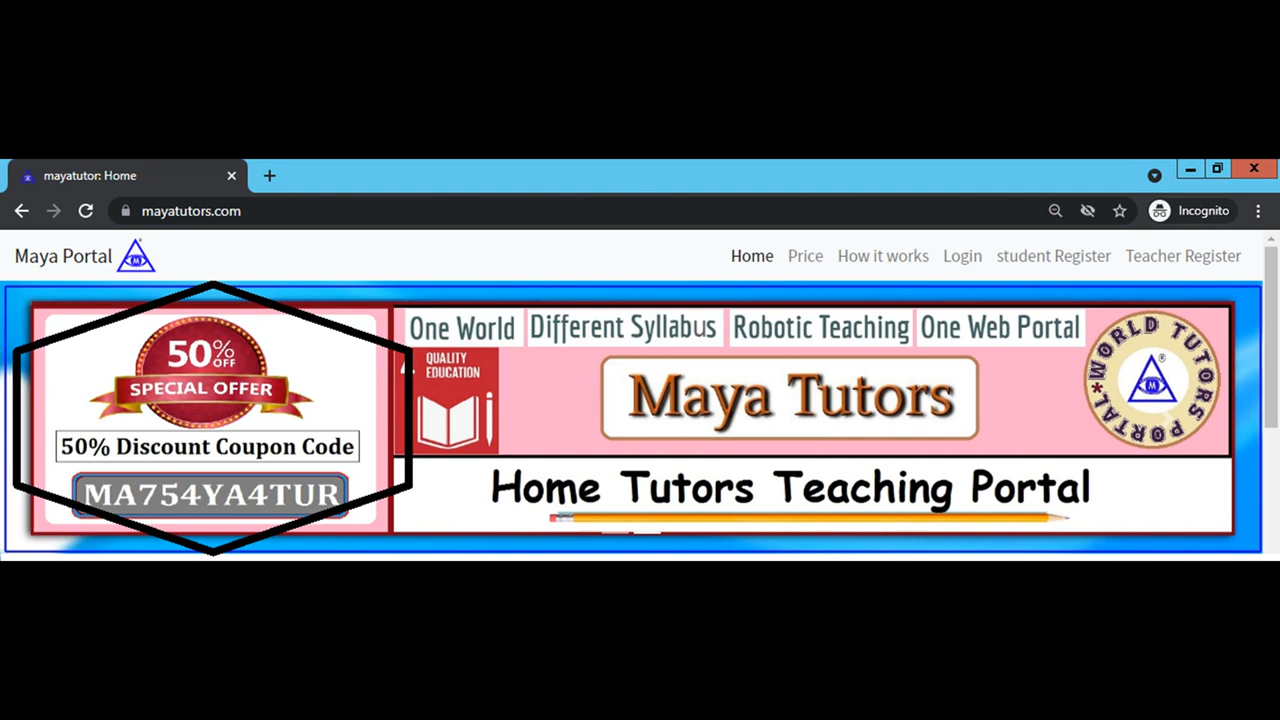 mayatutor: Home
mayatutors.com
Incognito
Maya Portal
Home Price How it works Login student Register Teacher Register
50% OFF
SPECIAL OFFER
50% Discount Coupon Code
MA754YA4TUR
One World Different Syllabus Robotic Teaching One Web Portal
4 QUALITY
EDUCATION
Maya Tutors
WORLD TUTORS PORTAL*
M
Home Tutors Teaching Portal